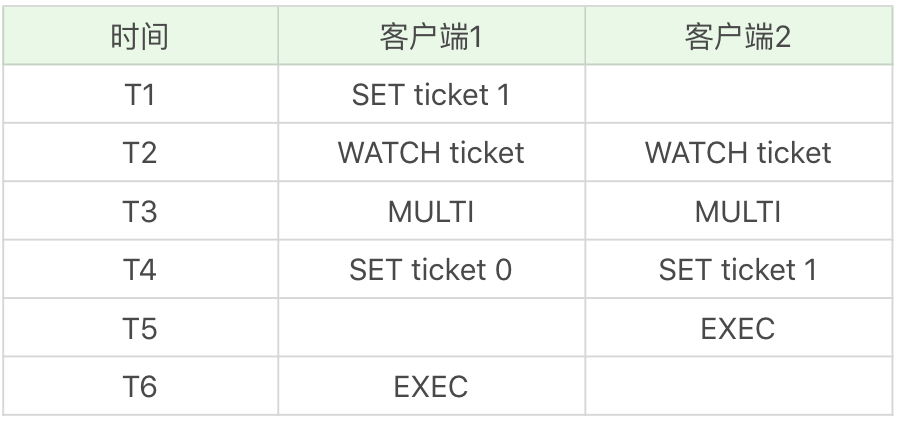 时间 客户端1 客户端2
T1 SET ticket 1
T2 WATCH ticket WATCH ticket
T3 MULTI MULTI
T4 SET ticket 0 SET ticket 1
T5 EXEC
T6 EXEC